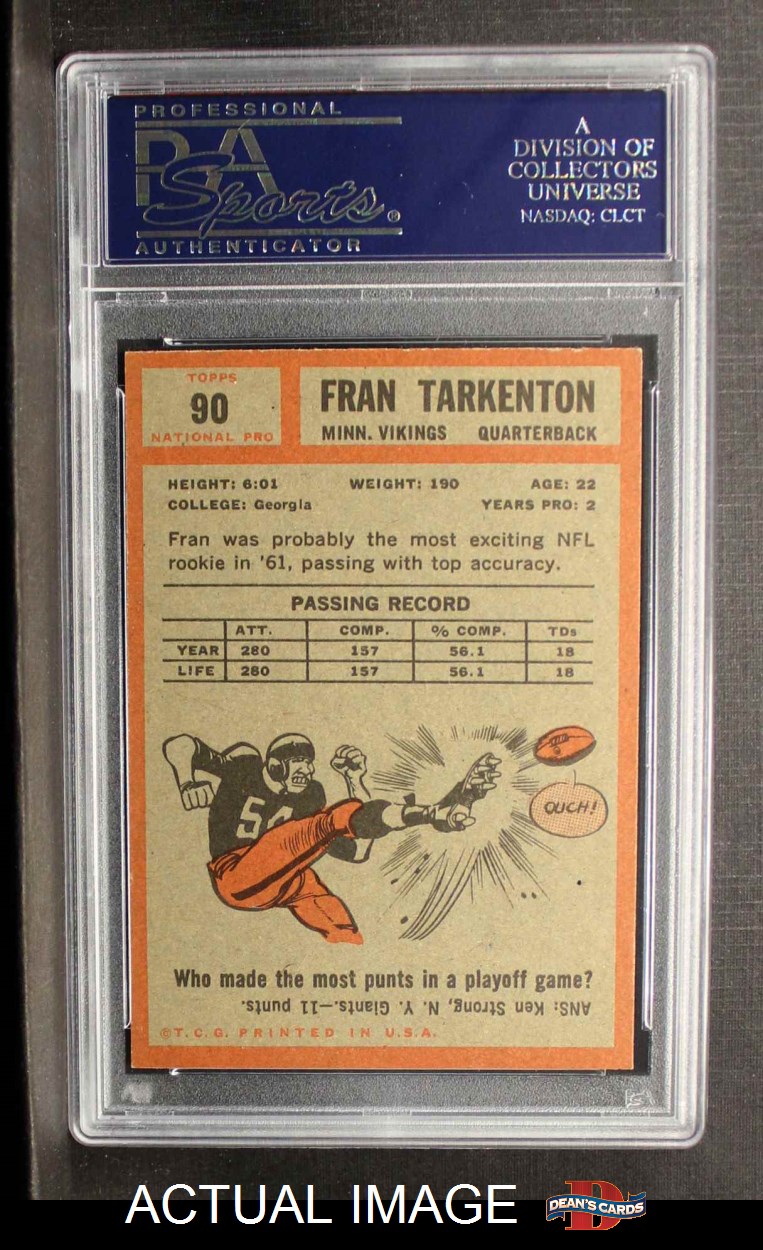 PROFESSIONAL
PSA
Sports®
AUTHENTICATOR
A
DIVISION OF
COLLECTORS
UNIVERSE
NASDAQ: CLCT
TOPPS
90
NATIONAL PRO
FRAN TARKENTON
MINN. VIKINGS QUARTERBACK
HEIGHT: 6:01 WEIGHT: 190 AGE: 22
COLLEGE: Georgia YEARS PRO: 2
Fran was probably the most exciting NFL
rookie in '61, passing with top accuracy.
PASSING RECORD
ATT. COMP. % COMP. TDs
YEAR 280 157 56.1 18
LIFE 280 157 56.1 18
54
OUCH!
Who made the most punts in a playoff game?
ANS: Ken Strong, N. Y. Giants.—11 punts.
©T.C.G. PRINTED IN U.S.A.
ACTUAL IMAGE
D
DEAN'S CARDS